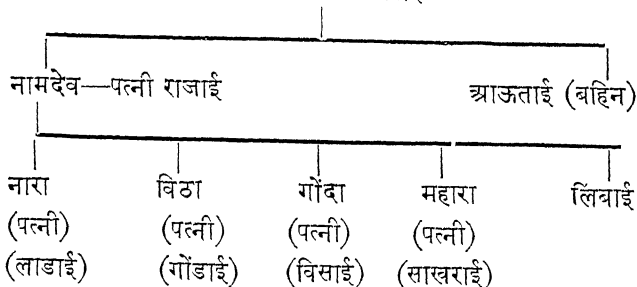 नामदेव—पत्नी राजाई आऊताई (बहिन)
नारा विठा गोंदा महारा लिंबाई
(पत्नी) (पत्नी) (पत्नी) (पत्नी)
(लाडाई) (गोंडाई) (विसाई) (साखराई)